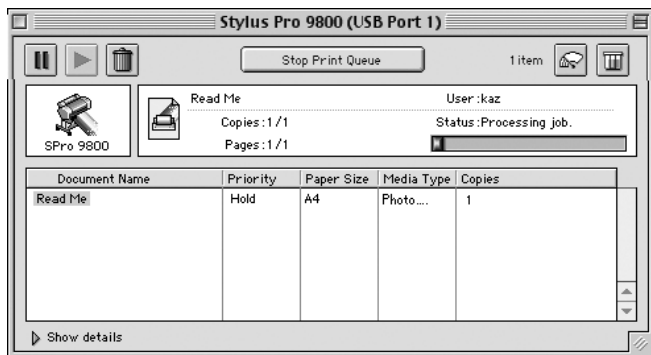 Stylus Pro 9800 (USB Port 1)
Stop Print Queue
1 item
SPro 9800
Read Me
User:kaz
Copies:1/1
Status:Processing job.
Pages:1/1
Document Name Priority Paper Size Media Type Copies
Read Me Hold A4 Photo.... 1
Show details